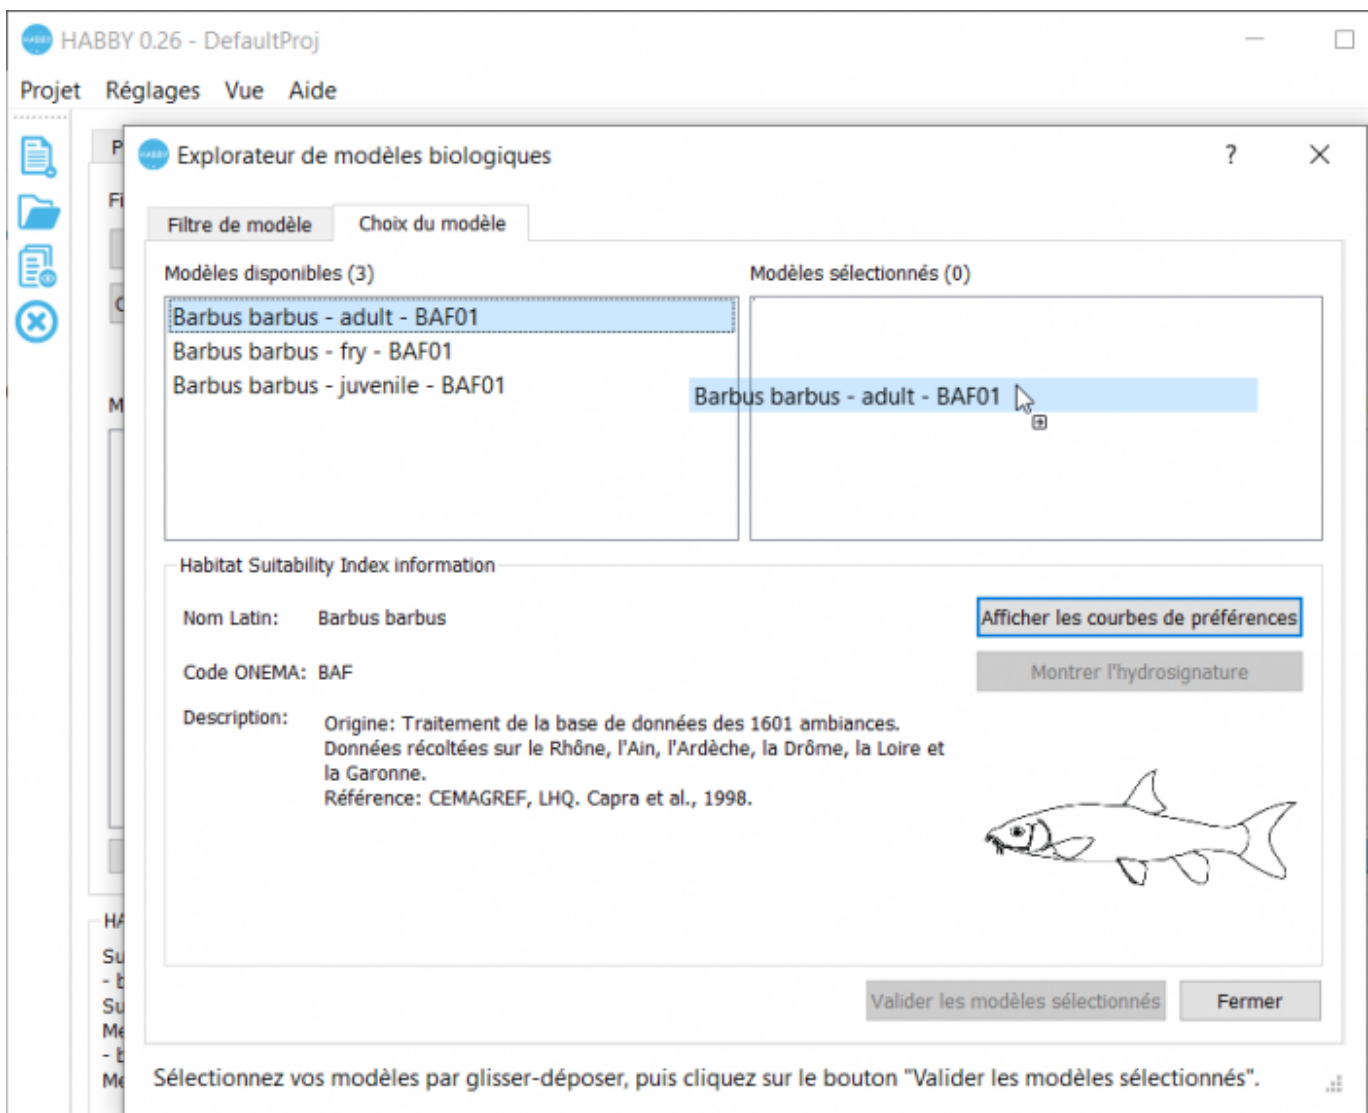 HABBY 0.26 - DefaultProj
Projet Réglages Vue Aide
HABBY Explorateur de modèles biologiques ?
Filtre de modèle Choix du modèle
Modèles disponibles (3) Modèles sélectionnés (0)
Barbus barbus - adult - BAF01
Barbus barbus - fry - BAF01
Barbus barbus - juvenile - BAF01
Barbus barbus - adult - BAF01
Habitat Suitability Index information
Nom Latin: Barbus barbus
Afficher les courbes de préférences
Code ONEMA: BAF
Montrer l'hydrosignature
Description: Origine: Traitement de la base de données des 1601 ambiances.
Données récoltées sur le Rhône, l'Ain, l'Ardèche, la Drôme, la Loire et
la Garonne.
Référence: CEMAGREF, LHQ. Capra et al., 1998.
Valider les modèles sélectionnés Fermer
Sélectionnez vos modèles par glisser-déposer, puis cliquez sur le bouton "Valider les modèles sélectionnés".